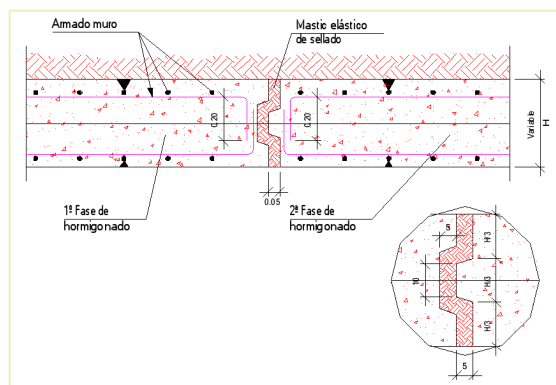 Armado muro
Mastic elástico
de sellado
0.20
0.20
Variable
H
0.05
1ª Fase de
hormigonado
2ª Fase de
hormigonado
5
H/3
10
H/3
H/3
5